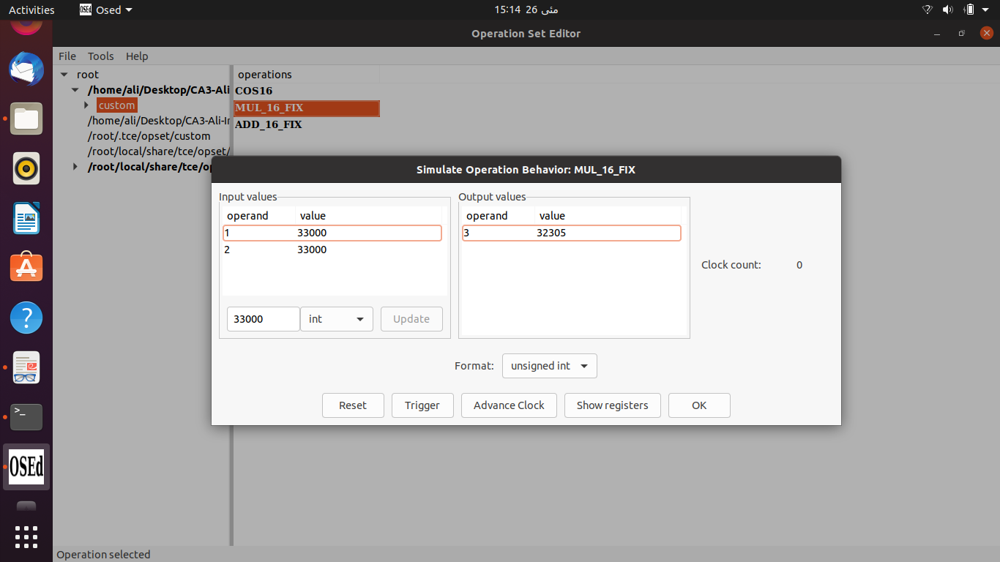 Activities
OSEd Osed
15:14 26 مئی
Operation Set Editor
File Tools Help
root
/home/ali/Desktop/CA3-Ali
custom
/home/ali/Desktop/CA3-Ali-Ir
/root/.tce/opset/custom
/root/local/share/tce/opset/
/root/local/share/tce/op
operations
COS16
MUL_16_FIX
ADD_16_FIX
Simulate Operation Behavior: MUL_16_FIX
Input values
operand value
1 33000
2 33000
33000 int Update
Output values
operand value
3 32305
Clock count: 0
Format: unsigned int
Reset Trigger Advance Clock Show registers OK
>_
OSEd
Operation selected